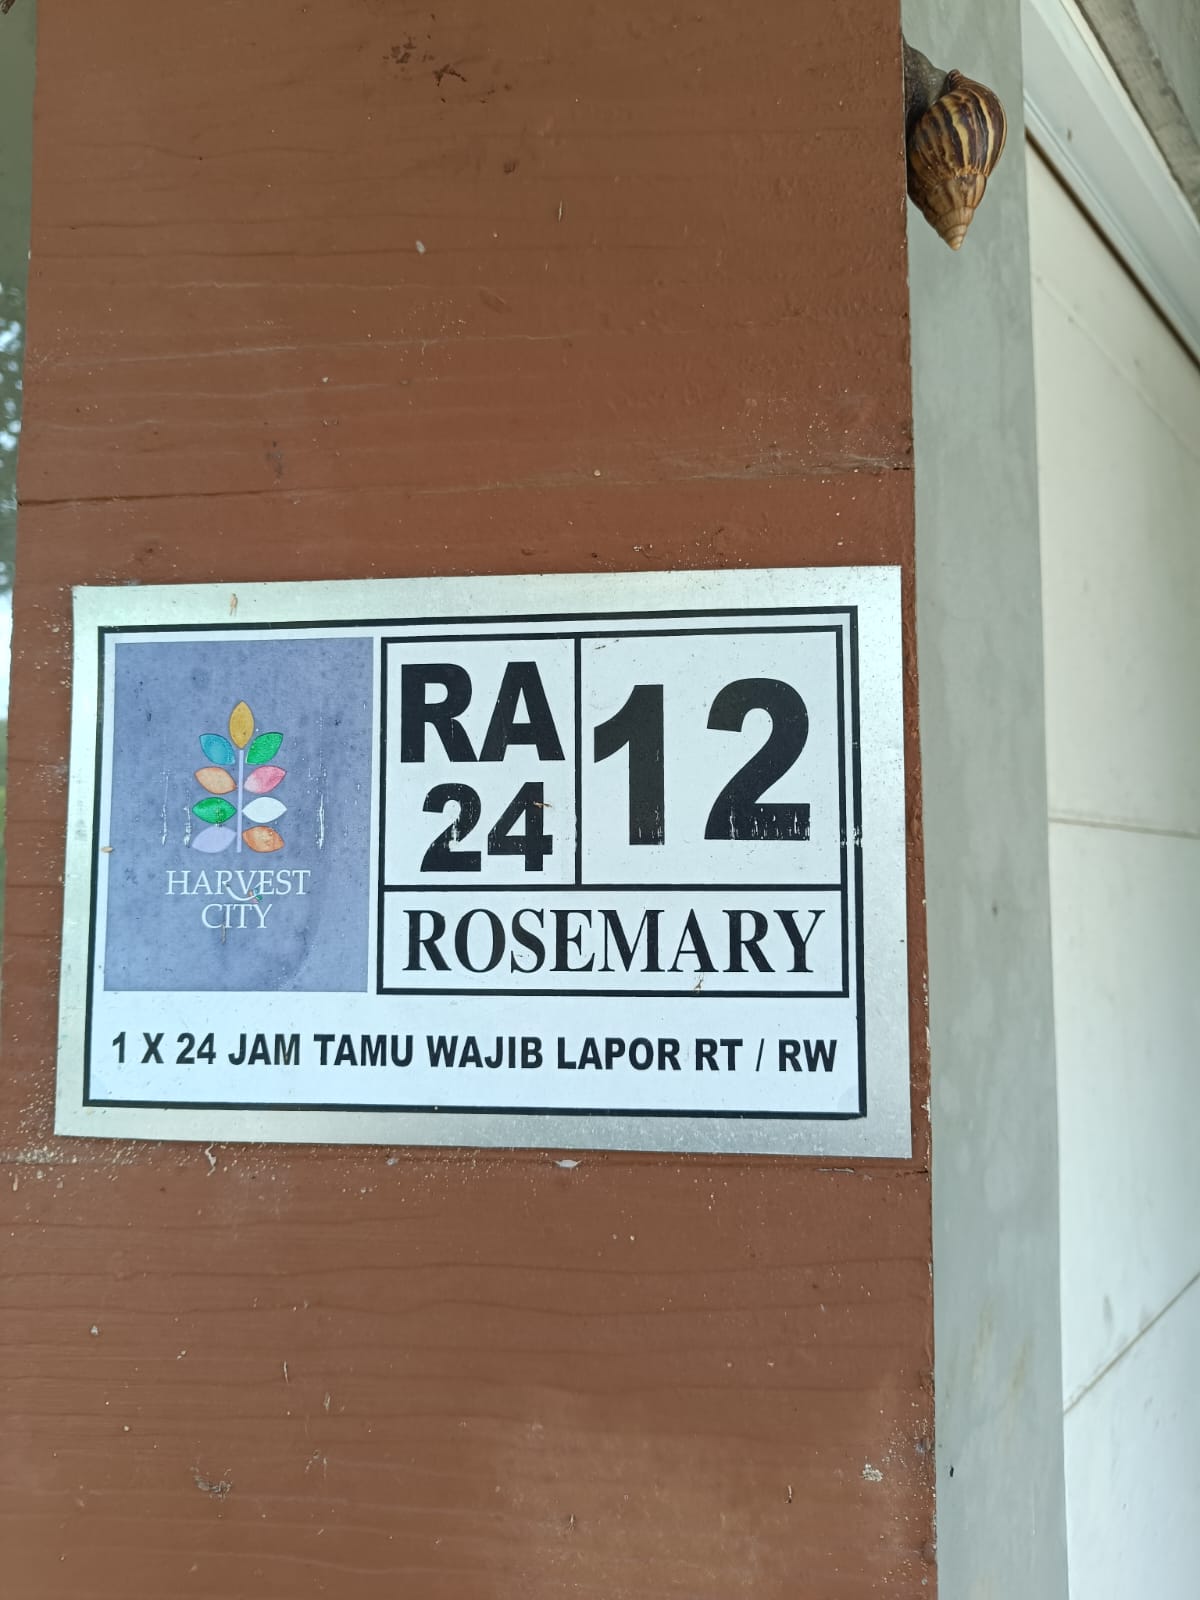 HARVEST
CITY
RA
24
12
ROSEMARY
1 X 24 JAM TAMU WAJIB LAPOR RT / RW